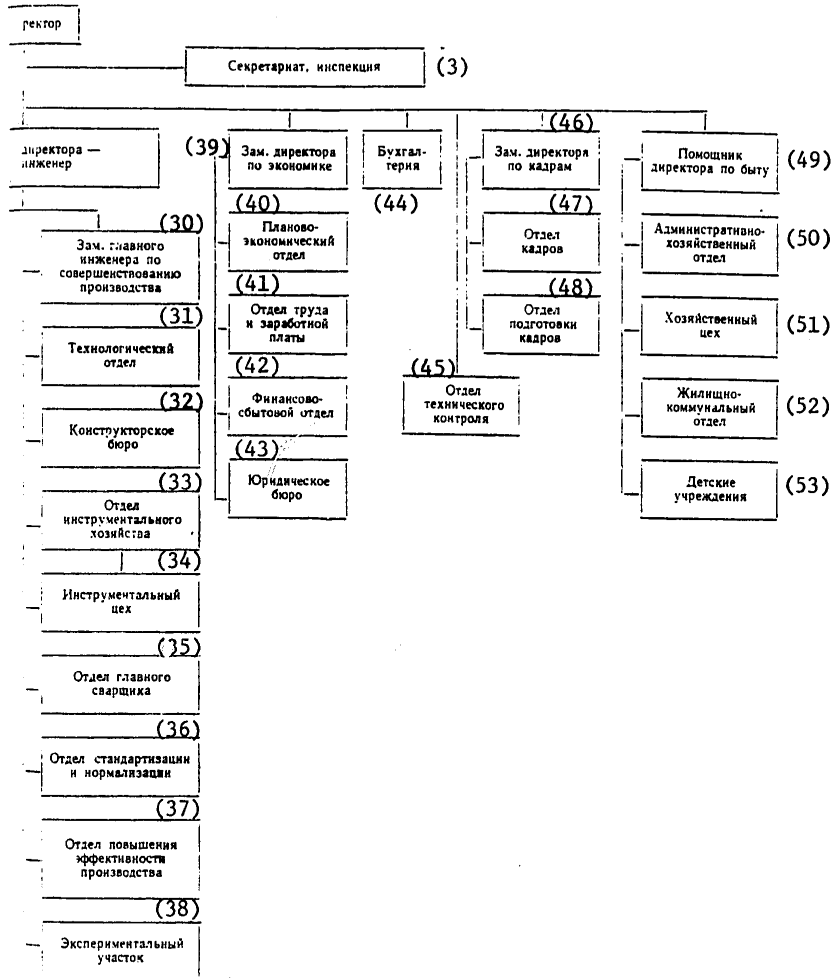 ректор
Секретариат, инспекция (3)
директора —
инженер
(39)
Зам. директора
по экономике
Бухгал-
терия
(44)
(46)
Зам. директора
по кадрам
Помощник
директора по быту
(49)
(30)
Зам. главного
инженера по
совершенствованию
производства
(40)
Планово-
экономический
отдел
(47)
Отдел
кадров
Административно-
хозяйственный
отдел
(50)
(31)
Технологический
отдел
(41)
Отдел труда
и заработной
платы
(48)
Отдел
подготовки
кадров
Хозяйственный
цех
(51)
(32)
Конструкторское
бюро
(42)
Финансово-
сбытовой отдел
(45)
Отдел
технического
контроля
Жилищно-
коммунальный
отдел
(52)
(33)
Отдел
инструментального
хозяйства
(43)
Юридическое
бюро
Детские
учреждения
(53)
(34)
Инструментальный
цех
(35)
Отдел главного
сварщика
(36)
Отдел стандартизации
и нормализации
(37)
Отдел повышения
эффективности
производства
(38)
Экспериментальный
участок